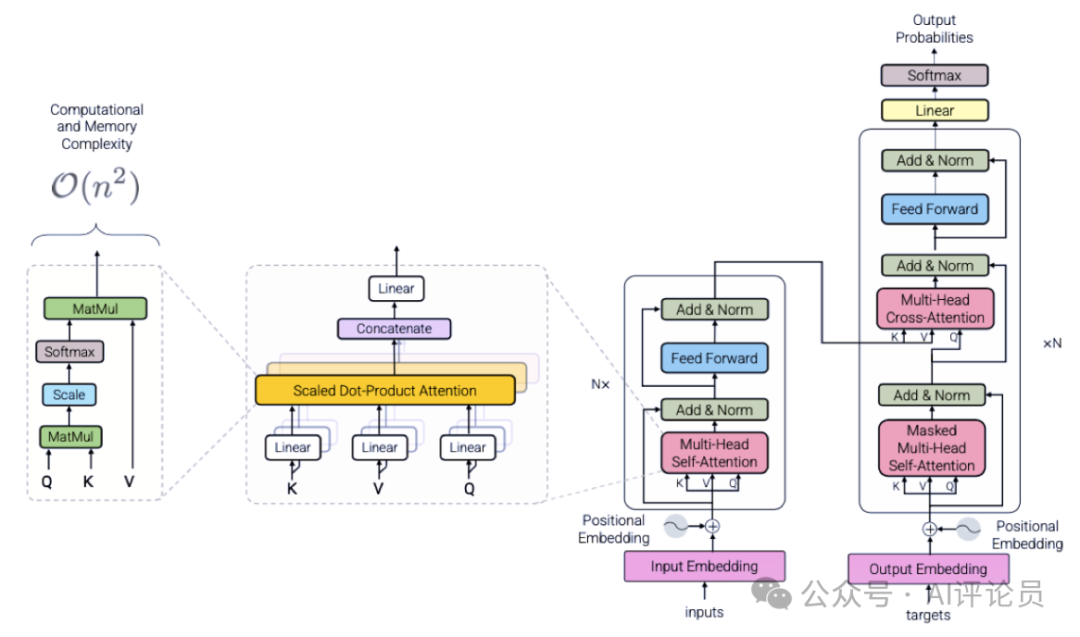 Computational
and Memory
Complexity
O(n²)
MatMul
Softmax
Scale
MatMul
Q K V
Linear
Concatenate
Scaled Dot-Product Attention
Linear Linear Linear
K V Q
N×
Add & Norm
Feed Forward
Add & Norm
Multi-Head
Self-Attention
K V Q
Positional
Embedding
Input Embedding
inputs
Output
Probabilities
Softmax
Linear
Add & Norm
Feed Forward
Add & Norm
Multi-Head
Cross-Attention
K V Q
×N
Add & Norm
Masked
Multi-Head
Self-Attention
K V Q
Positional
Embedding
Output Embedding
targets
公众号 · AI评论员